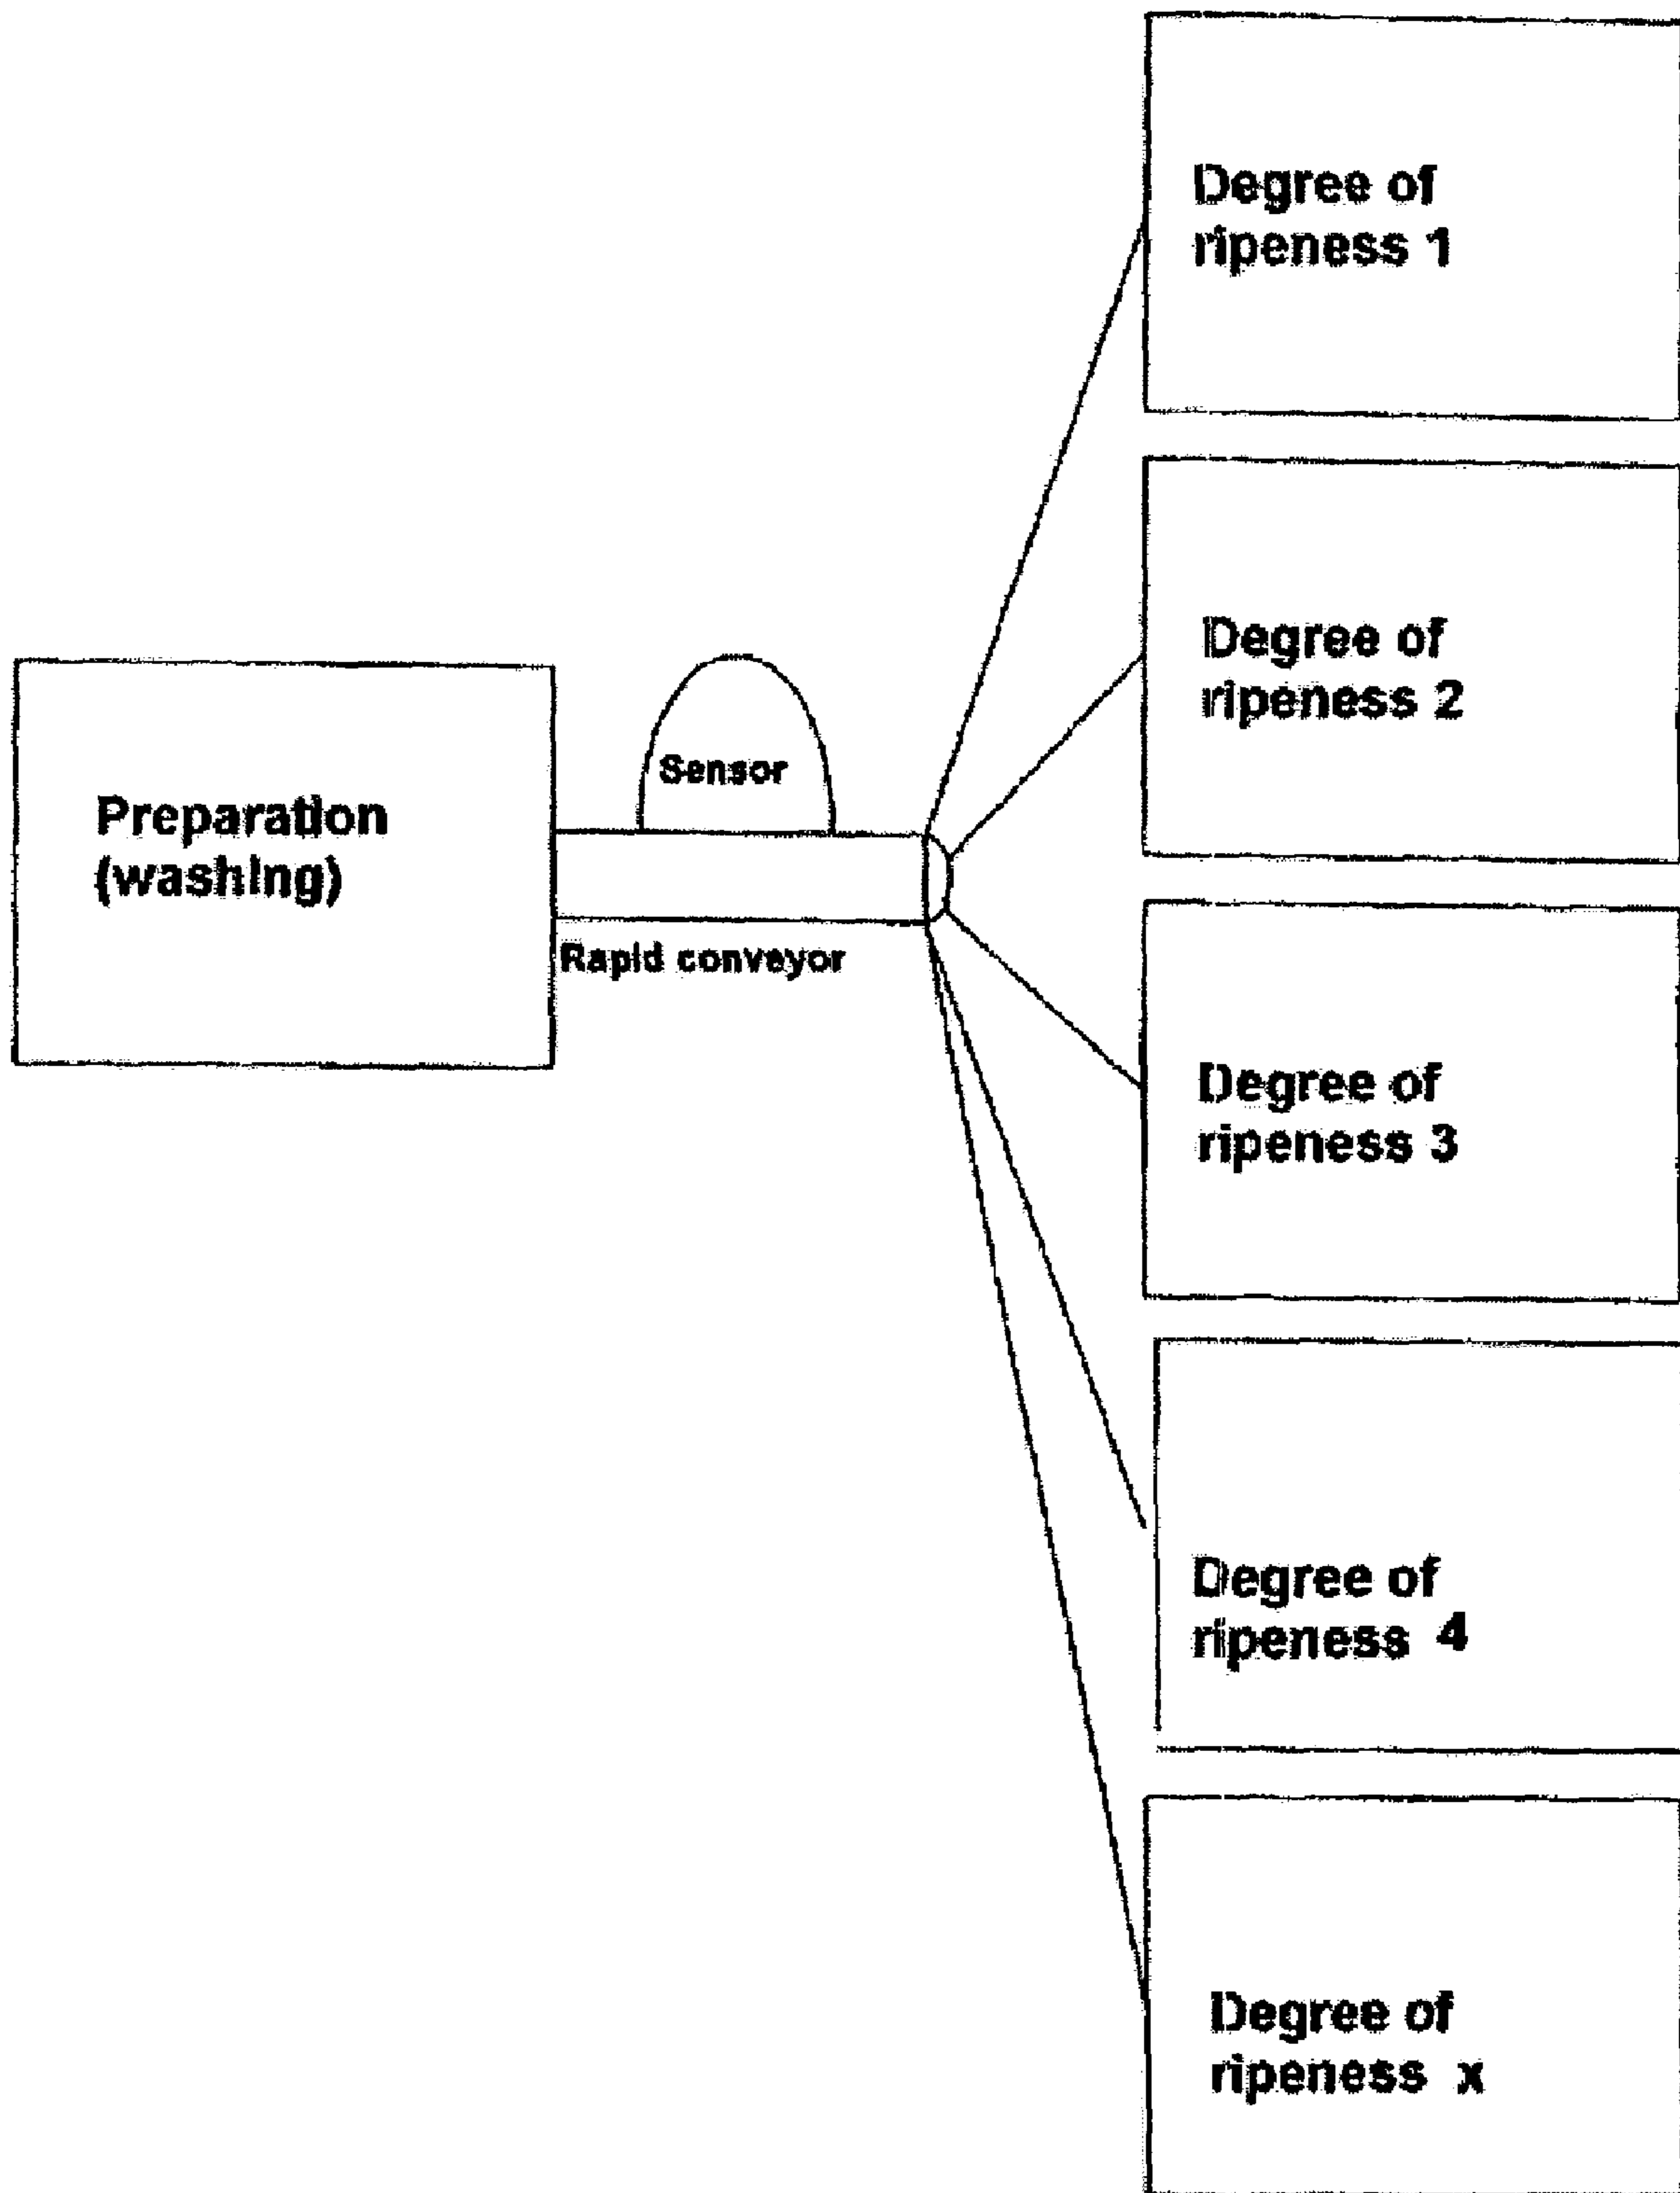 Degree of
ripeness 1
Degree of
ripeness 2
Preparation
(washing)
Sensor
Rapid conveyor
Degree of
ripeness 3
Degree of
ripeness 4
Degree of
ripeness x